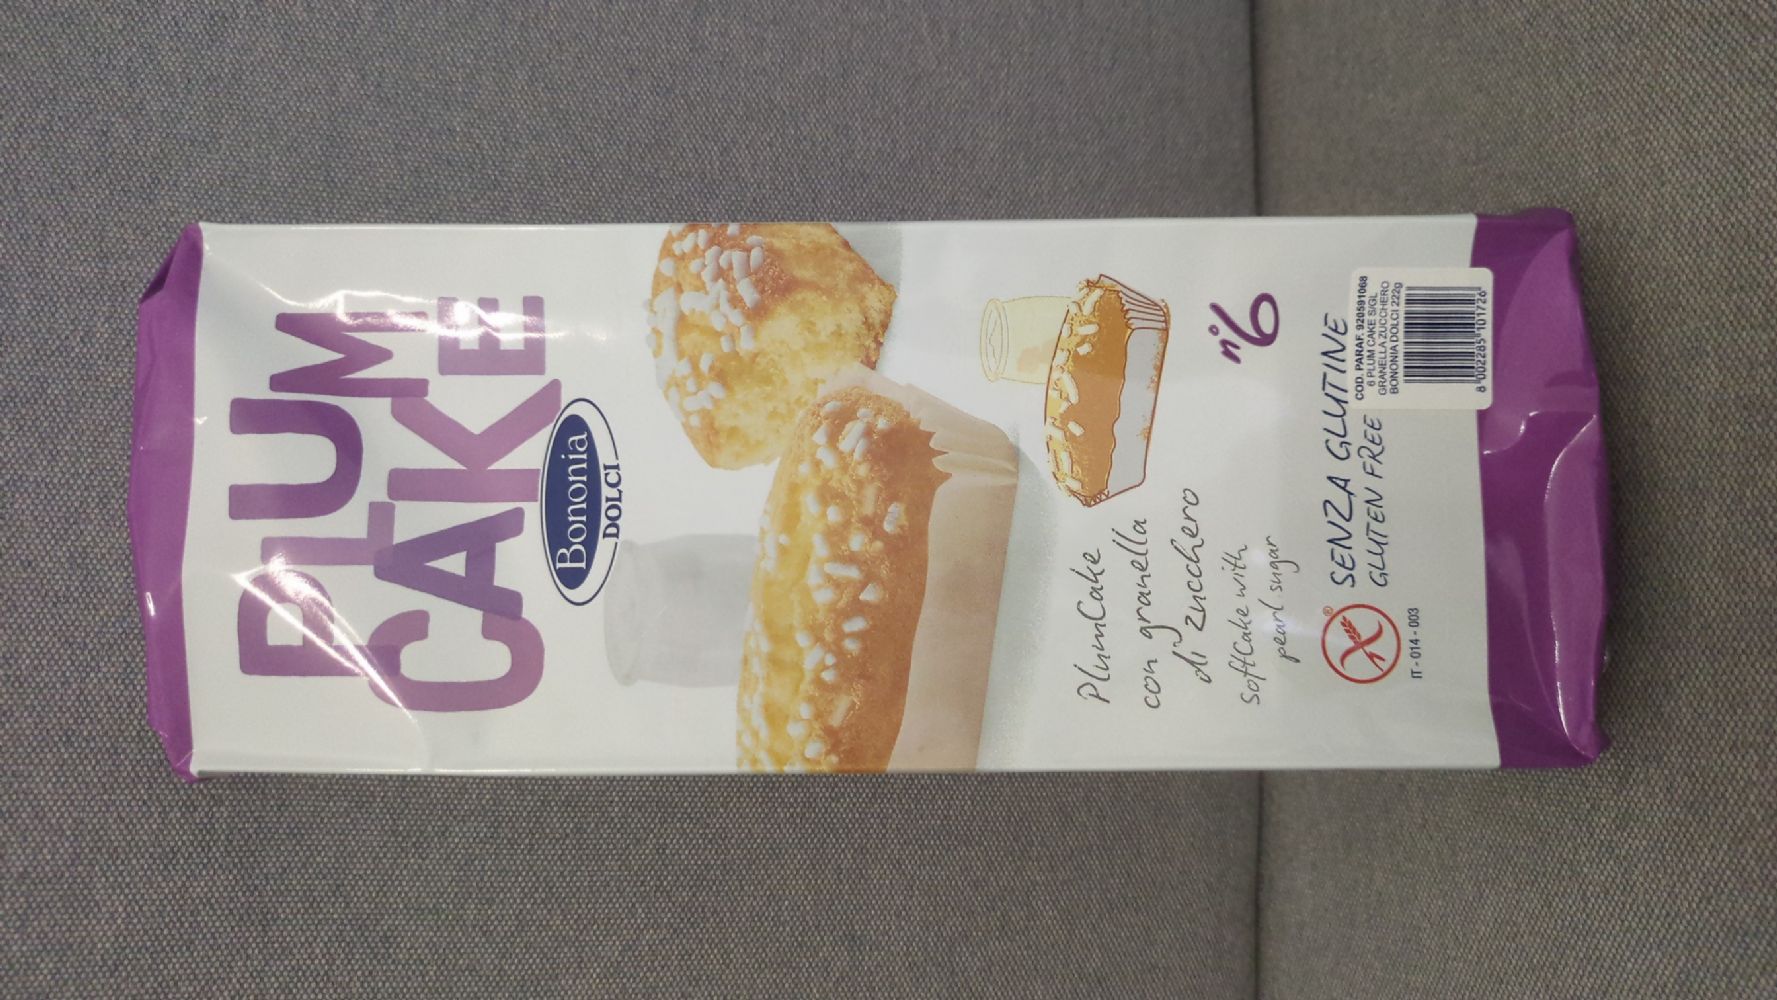 PLUM
CAKE
Bononia
DOLCI
PlumCake
con granella
di zucchero
SoftCake with
pearl sugar
n° 6
SENZA GLUTINE
GLUTEN FREE
®
IT - 014 - 003
COD. PARAF. 920591068
6 PLUM CAKE S/GL
GRANELLA ZUCCHERO
BONONIA DOLCI 222g
8 002285 101726